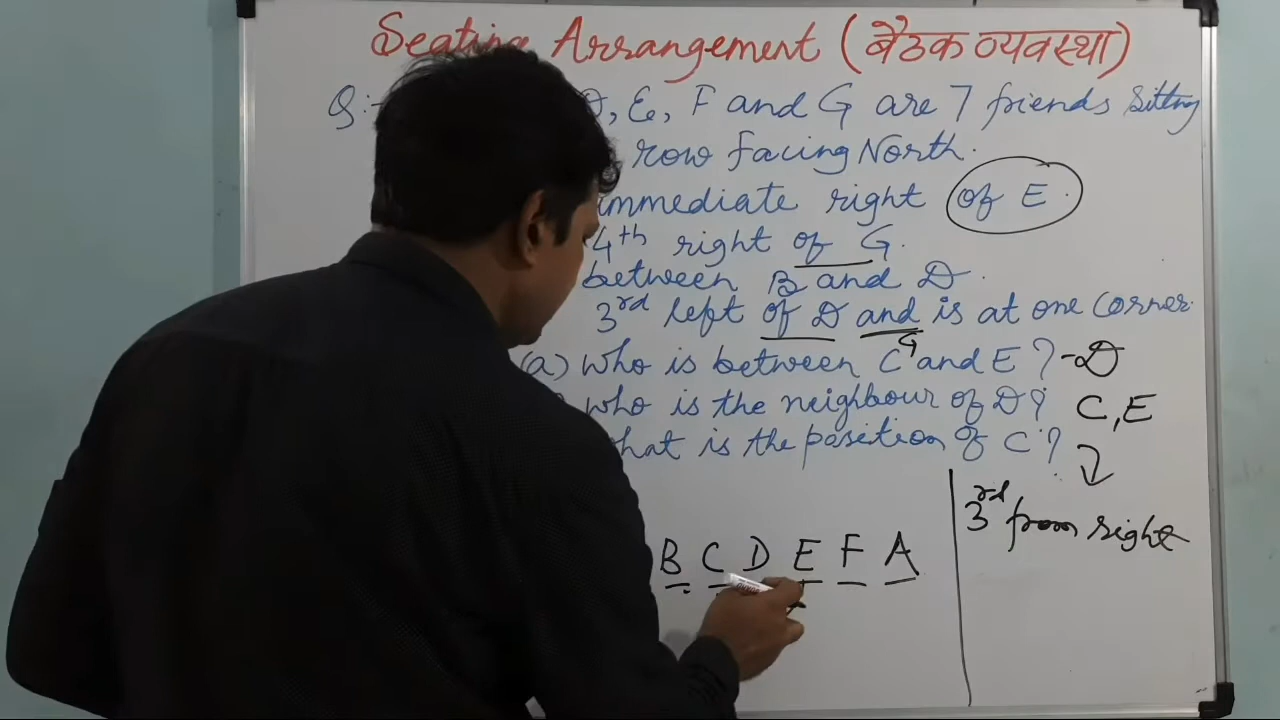 Seating Arrangement (बैठक व्यवस्था)
Q:- D, E, F and G are 7 friends Sitting
row facing North.
immediate right of E.
4th right of G.
between B and D.
3rd left of D and is at one corner.
G
(a) who is between C and E? - D
who is the neighbour of D? C, E
what is the position of C?
3rd from right
B C D E F A